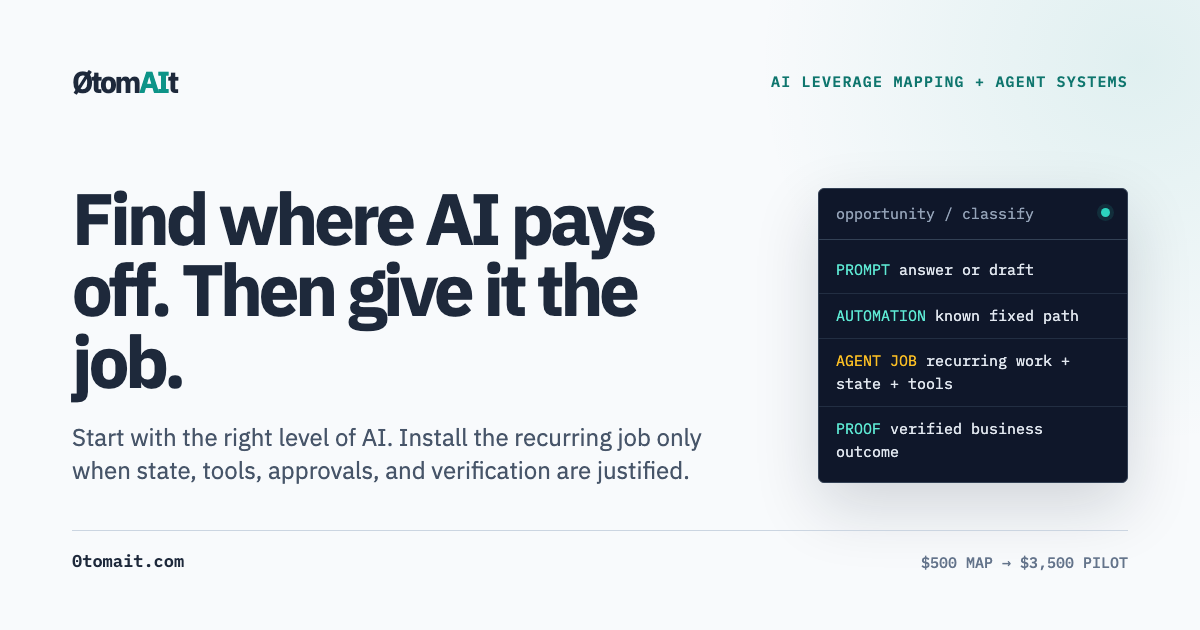 ØtomAIt
AI LEVERAGE MAPPING + AGENT SYSTEMS
Find where AI pays
off. Then give it the
job.
Start with the right level of AI. Install the recurring job only
when state, tools, approvals, and verification are justified.
opportunity / classify
PROMPT answer or draft
AUTOMATION known fixed path
AGENT JOB recurring work +
state + tools
PROOF verified business
outcome
0tomait.com
$500 MAP → $3,500 PILOT